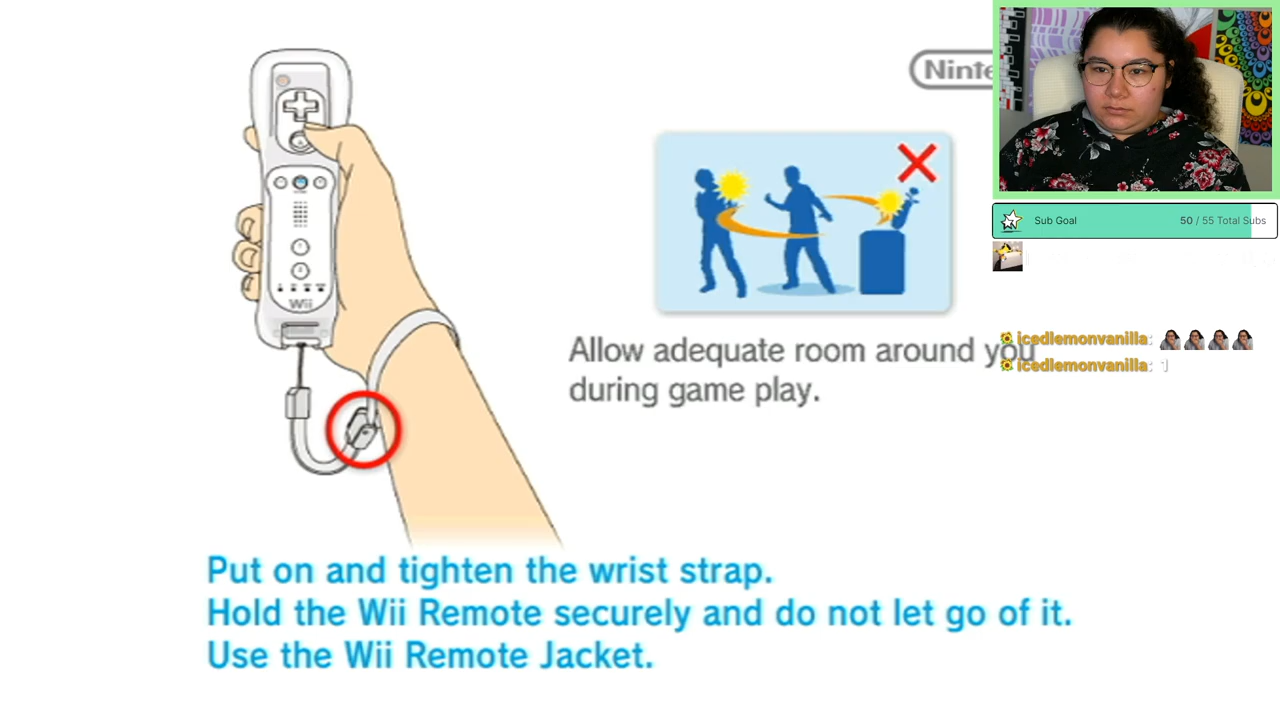 Ninte
Sub Goal 50 / 55 Total Subs
Allow adequate room around you
during game play.
icedlemonvanilla:
icedlemonvanilla: 1
Wii
Put on and tighten the wrist strap.
Hold the Wii Remote securely and do not let go of it.
Use the Wii Remote Jacket.